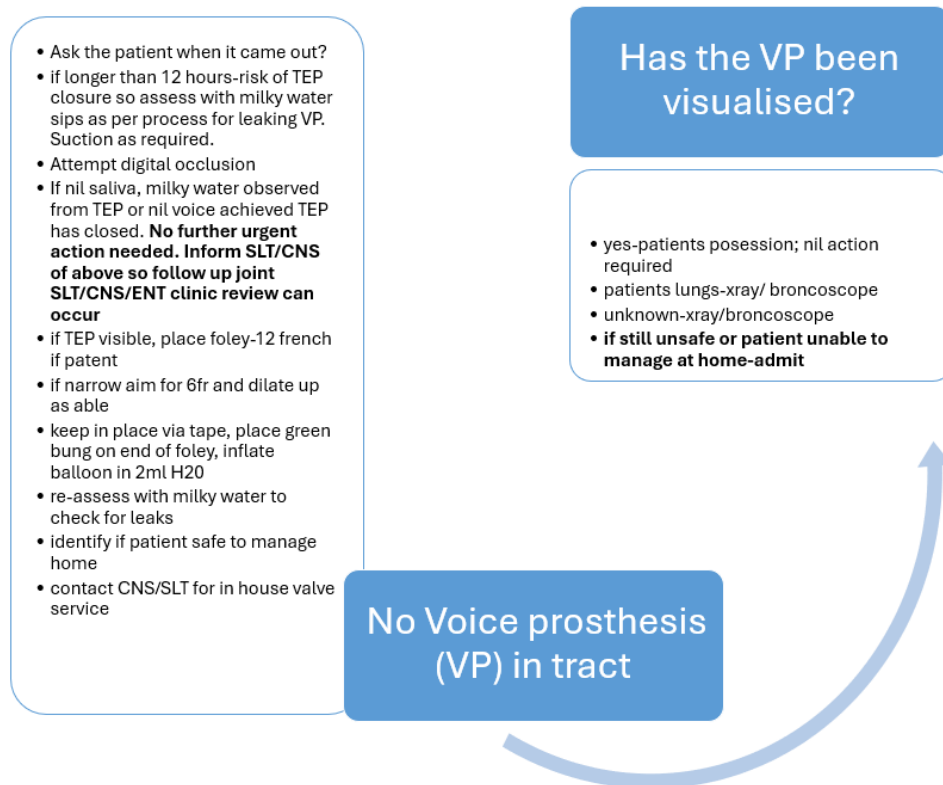 • Ask the patient when it came out?
• if longer than 12 hours-risk of TEP
closure so assess with milky water
sips as per process for leaking VP.
Suction as required.
• Attempt digital occlusion
• If nil saliva, milky water observed
from TEP or nil voice achieved TEP
has closed. No further urgent
action needed. Inform SLT/CNS
of above so follow up joint
SLT/CNS/ENT clinic review can
occur
• if TEP visible, place foley-12 french
if patent
• if narrow aim for 6fr and dilate up
as able
• keep in place via tape, place green
bung on end of foley, inflate
balloon in 2ml H20
• re-assess with milky water to
check for leaks
• identify if patient safe to manage
home
• contact CNS/SLT for in house valve
service
No Voice prosthesis
(VP) in tract
Has the VP been
visualised?
• yes-patients posession; nil action
required
• patients lungs-xray/ broncoscope
• unknown-xray/broncoscope
• if still unsafe or patient unable to
manage at home-admit